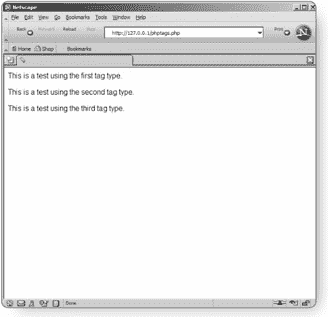 Netscape
File Edit View Go Bookmarks Tools Window Help
Back Forward Reload Stop http://127.0.0.1/phptags.php Print
Home Shop Bookmarks
This is a test using the first tag type.
This is a test using the second tag type.
This is a test using the third tag type.
Done